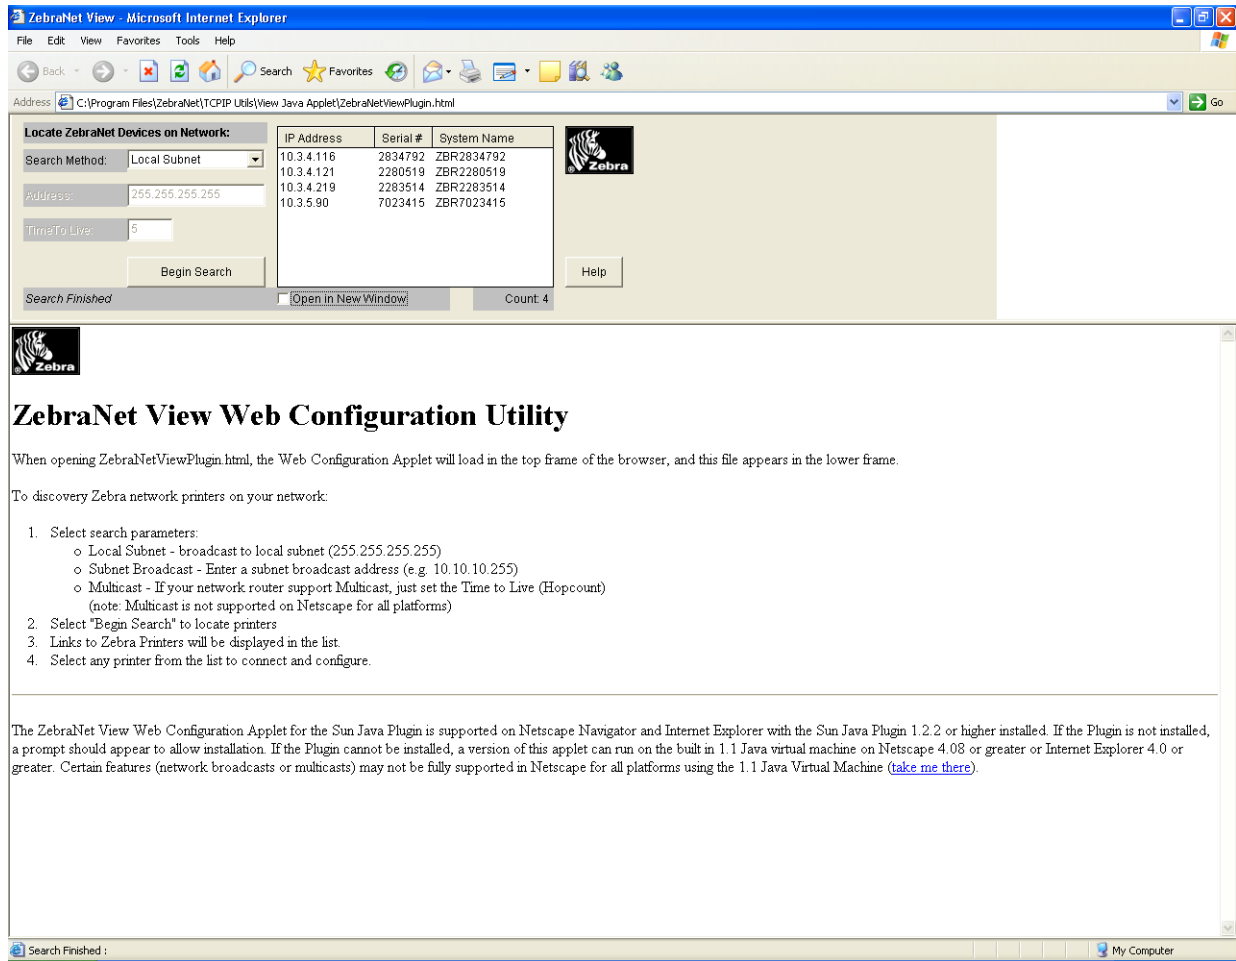 ZebraNet View - Microsoft Internet Explorer
File Edit View Favorites Tools Help
Back Search Favorites
Address C:\Program Files\ZebraNet\TCPIP Utils\View Java Applet\ZebraNetViewPlugin.html Go
Locate ZebraNet Devices on Network:
Search Method: Local Subnet
Address: 255.255.255.255
TimeTo Live: 5
Begin Search
Search Finished
IP Address Serial # System Name
10.3.4.116 2834792 ZBR2834792
10.3.4.121 2280519 ZBR2280519
10.3.4.219 2283514 ZBR2283514
10.3.5.90 7023415 ZBR7023415
Open in New Window Count: 4
Zebra
Help
Zebra
ZebraNet View Web Configuration Utility
When opening ZebraNetViewPlugin.html, the Web Configuration Applet will load in the top frame of the browser, and this file appears in the lower frame.
To discovery Zebra network printers on your network:
1. Select search parameters:
o Local Subnet - broadcast to local subnet (255.255.255.255)
o Subnet Broadcast - Enter a subnet broadcast address (e.g. 10.10.10.255)
o Multicast - If your network router support Multicast, just set the Time to Live (Hopcount)
(note: Multicast is not supported on Netscape for all platforms)
2. Select "Begin Search" to locate printers
3. Links to Zebra Printers will be displayed in the list.
4. Select any printer from the list to connect and configure.
The ZebraNet View Web Configuration Applet for the Sun Java Plugin is supported on Netscape Navigator and Internet Explorer with the Sun Java Plugin 1.2.2 or higher installed. If the Plugin is not installed,
a prompt should appear to allow installation. If the Plugin cannot be installed, a version of this applet can run on the built in 1.1 Java virtual machine on Netscape 4.08 or greater or Internet Explorer 4.0 or
greater. Certain features (network broadcasts or multicasts) may not be fully supported in Netscape for all platforms using the 1.1 Java Virtual Machine (take me there).
Search Finished : My Computer